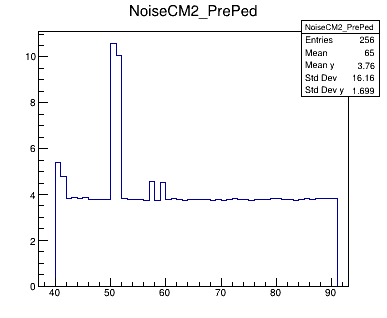 NoiseCM2_PrePed
NoiseCM2_PrePed
Entries 256
Mean 65
Mean y 3.76
Std Dev 16.16
Std Dev y 1.699
10
8
6
4
2
0
40 50 60 70 80 90